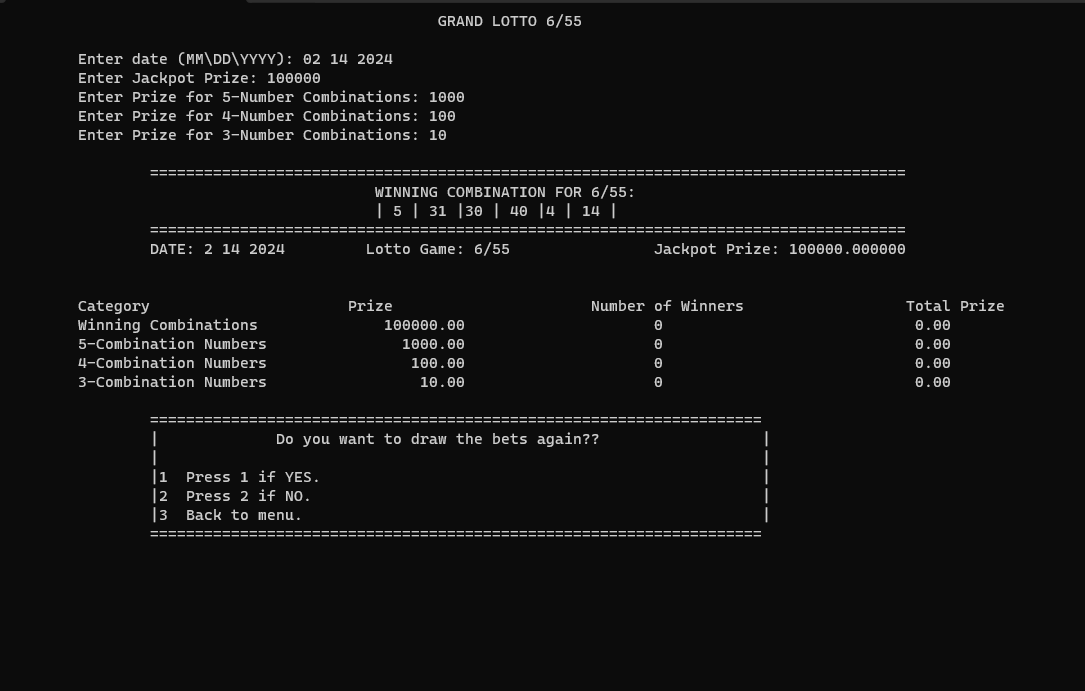 GRAND LOTTO 6/55
Enter date (MM\DD\YYYY): 02 14 2024
Enter Jackpot Prize: 100000
Enter Prize for 5-Number Combinations: 1000
Enter Prize for 4-Number Combinations: 100
Enter Prize for 3-Number Combinations: 10
====================================================================================
WINNING COMBINATION FOR 6/55:
| 5 | 31 |30 | 40 |4 | 14 |
====================================================================================
DATE: 2 14 2024 Lotto Game: 6/55 Jackpot Prize: 100000.000000
Category Prize Number of Winners Total Prize
Winning Combinations 100000.00 0 0.00
5-Combination Numbers 1000.00 0 0.00
4-Combination Numbers 100.00 0 0.00
3-Combination Numbers 10.00 0 0.00
====================================================================
| Do you want to draw the bets again?? |
| |
|1 Press 1 if YES. |
|2 Press 2 if NO. |
|3 Back to menu. |
====================================================================